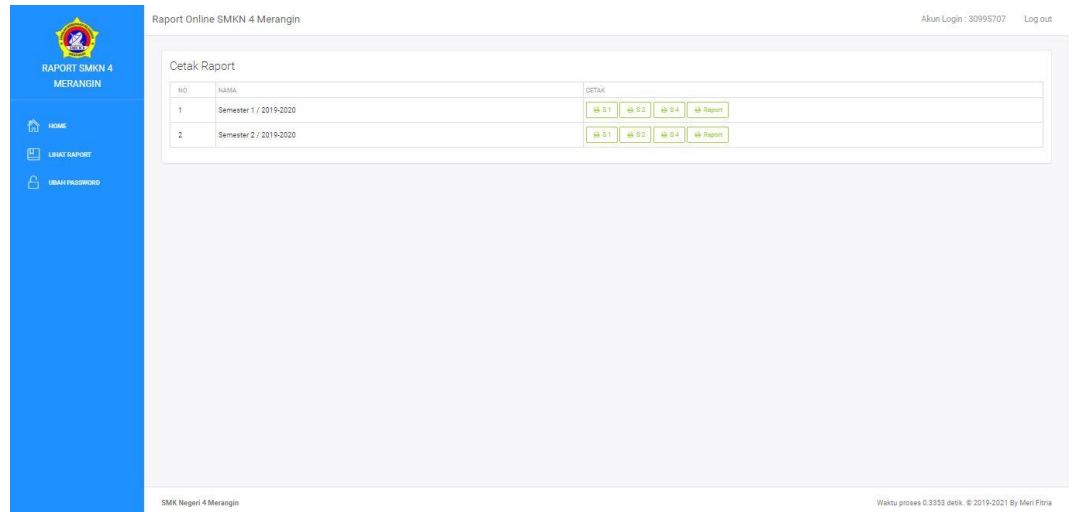 RAPORT SMKN 4
MERANGIN
HOME
LIHAT RAPORT
UBAH PASSWORD
Raport Online SMKN 4 Merangin
Akun Login : 30995707 Log out
Cetak Raport
NO NAMA CETAK
1 Semester 1 / 2019-2020 S 1 S 2 S 4 Raport
2 Semester 2 / 2019-2020 S 1 S 2 S 4 Raport
SMK Negeri 4 Merangin
Waktu proses 0.3353 detik. © 2019-2021 By Meri Fitria